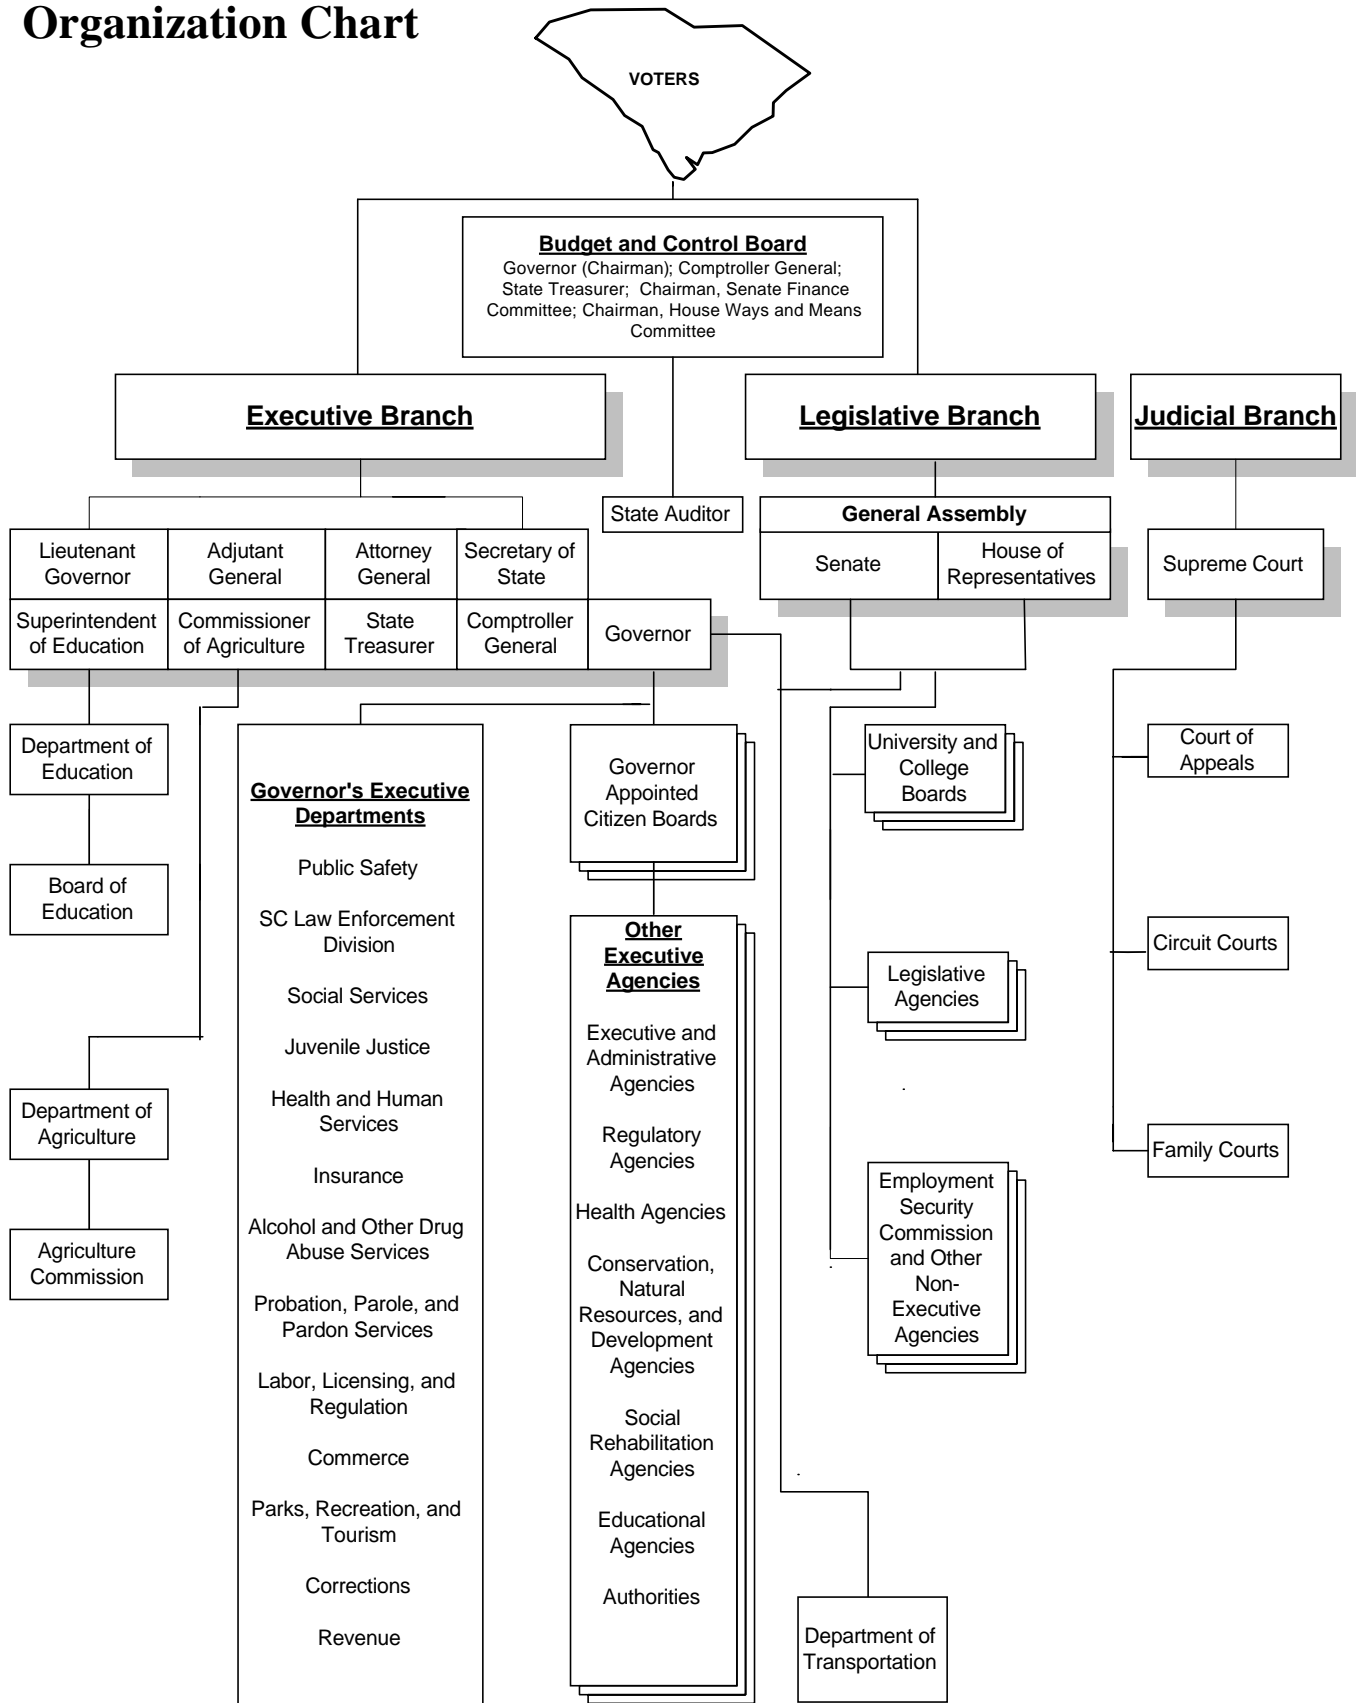 Organization Chart
VOTERS
Budget and Control Board
Governor (Chairman); Comptroller General;
State Treasurer; Chairman, Senate Finance
Committee; Chairman, House Ways and Means
Committee
Executive Branch
Legislative Branch
Judicial Branch
State Auditor
General Assembly
Lieutenant
Governor
Adjutant
General
Attorney
General
Secretary of
State
Senate
House of
Representatives
Supreme Court
Superintendent
of Education
Commissioner
of Agriculture
State
Treasurer
Comptroller
General
Governor
Department of
Education
Board of
Education
Department of
Agriculture
Agriculture
Commission
Governor's Executive
Departments
Public Safety
SC Law Enforcement
Division
Social Services
Juvenile Justice
Health and Human
Services
Insurance
Alcohol and Other Drug
Abuse Services
Probation, Parole, and
Pardon Services
Labor, Licensing, and
Regulation
Commerce
Parks, Recreation, and
Tourism
Corrections
Revenue
Governor
Appointed
Citizen Boards
Other
Executive
Agencies
Executive and
Administrative
Agencies
Regulatory
Agencies
Health Agencies
Conservation,
Natural
Resources, and
Development
Agencies
Social
Rehabilitation
Agencies
Educational
Agencies
Authorities
University and
College
Boards
Legislative
Agencies
Employment
Security
Commission
and Other
Non-
Executive
Agencies
Department of
Transportation
Court of
Appeals
Circuit Courts
Family Courts